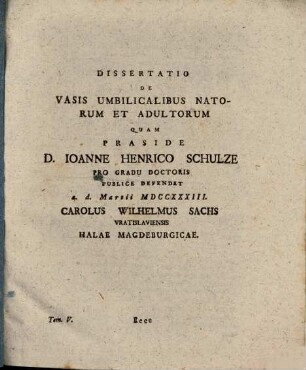 DISSERTATIO
DE
VASIS UMBILICALIBUS NATO-
RUM ET ADULTORUM
QUAM
PRASIDE
D. IOANNE HENRICO SCHULZE
PRO GRADU DOCTORIS
PUBLICE DEFENDET
a. d. Martii MDCCXXXIII.
CAROLUS WILHELMUS SACHS
VRATISLAVIENSIS
HALAE MAGDEBURGICAE.
Tom. V. Eeee